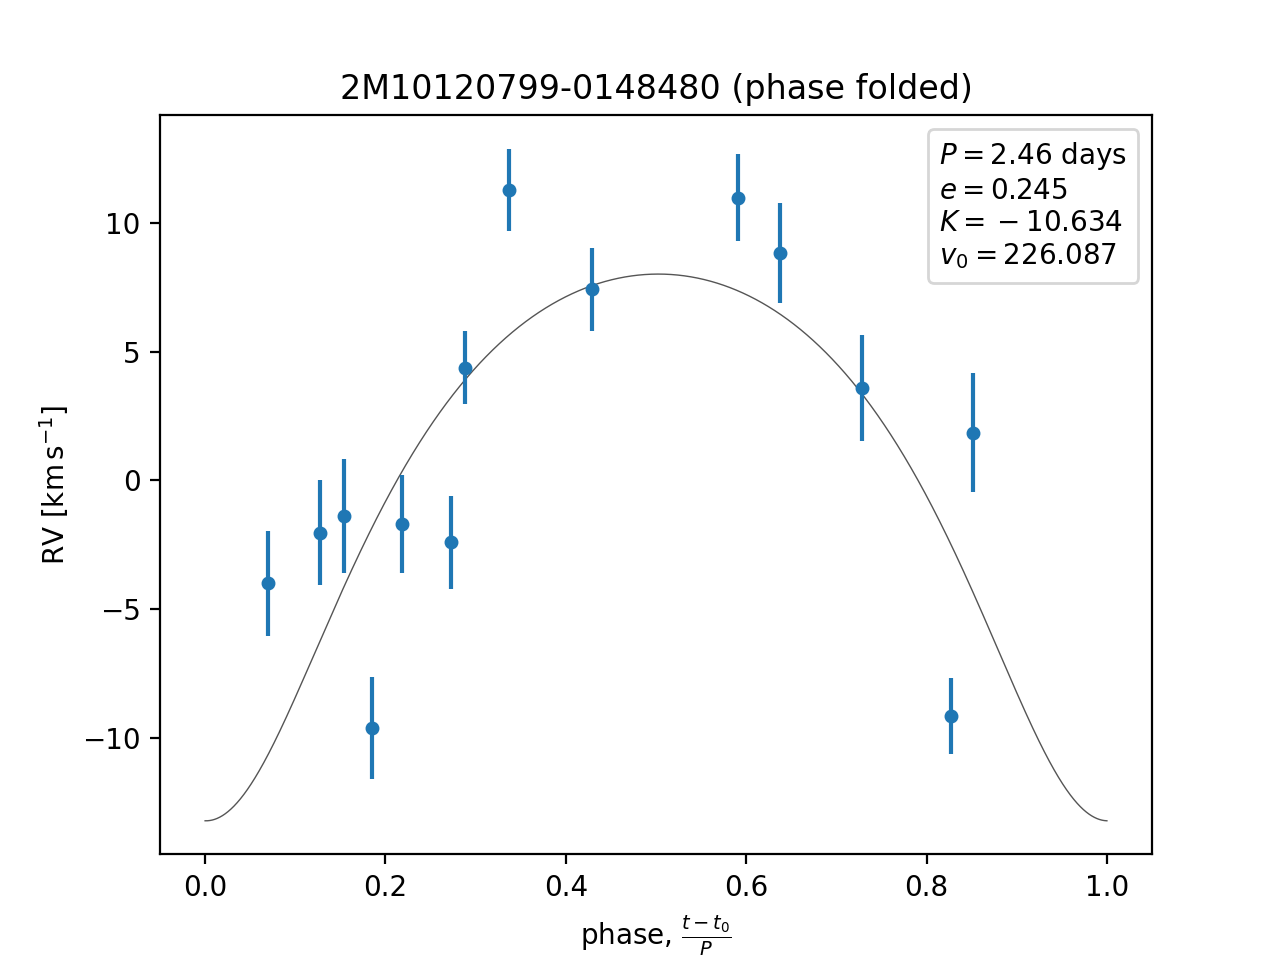 2M10120799-0148480 (phase folded)
P = 2.46 days
e = 0.245
K = −10.634
v₀ = 226.087
10
5
0
−5
−10
RV [km s⁻¹]
0.0 0.2 0.4 0.6 0.8 1.0
phase, (t − t₀)/P